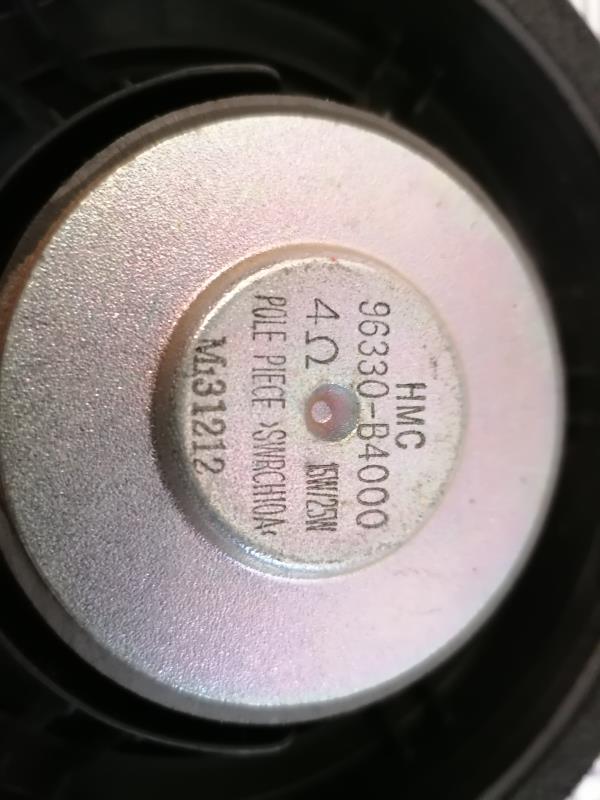 HMC
96330-B4000
4Ω 15W/25W
POLE PIECE >SWRCH10A<
M131212